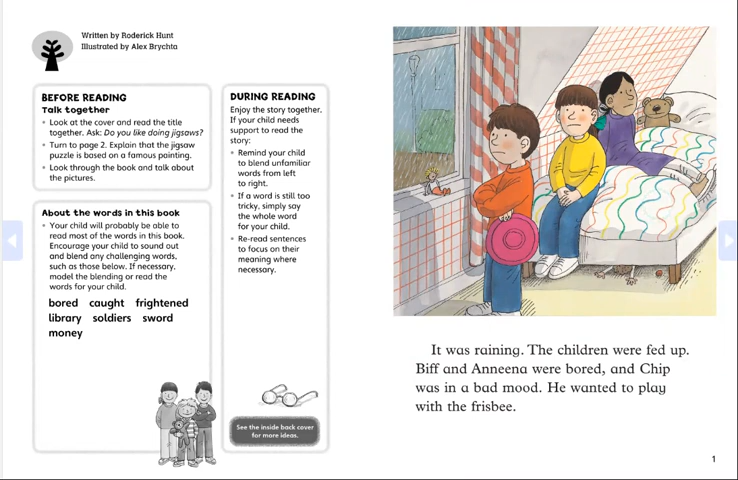 Written by Roderick Hunt
Illustrated by Alex Brychta
BEFORE READING
Talk together
• Look at the cover and read the title
together. Ask: Do you like doing jigsaws?
• Turn to page 2. Explain that the jigsaw
puzzle is based on a famous painting.
• Look through the book and talk about
the pictures.
About the words in this book
• Your child will probably be able to
read most of the words in this book.
Encourage your child to sound out
and blend any challenging words,
such as those below. If necessary,
model the blending or read the
words for your child.
bored caught frightened
library soldiers sword
money
DURING READING
Enjoy the story together.
If your child needs
support to read the
story:
• Remind your child
to blend unfamiliar
words from left
to right.
• If a word is still too
tricky, simply say
the whole word
for your child.
• Re-read sentences
to focus on their
meaning where
necessary.
See the inside back cover
for more ideas.
It was raining. The children were fed up.
Biff and Anneena were bored, and Chip
was in a bad mood. He wanted to play
with the frisbee.
1